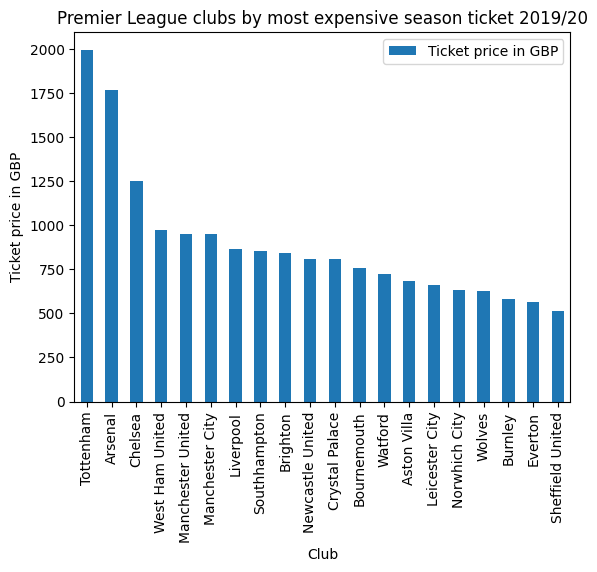 Premier League clubs by most expensive season ticket 2019/20
Ticket price in GBP
Ticket price in GBP
2000
1750
1500
1250
1000
750
500
250
0
Tottenham
Arsenal
Chelsea
West Ham United
Manchester United
Manchester City
Liverpool
Southhampton
Brighton
Newcastle United
Crystal Palace
Bournemouth
Watford
Aston Villa
Leicester City
Norwhich City
Wolves
Burnley
Everton
Sheffield United
Club